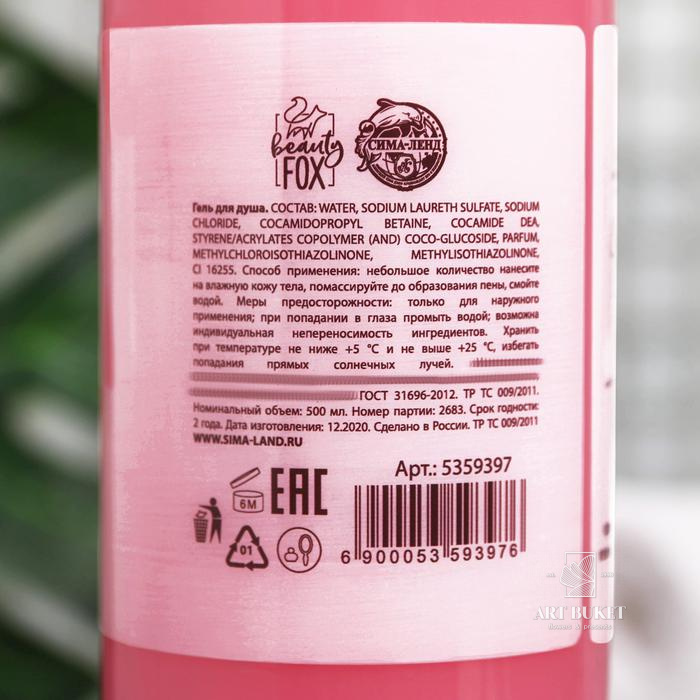 beauty
FOX
СИМА-ЛЕНД
Гель для душа. СОСТАВ: WATER, SODIUM LAURETH SULFATE, SODIUM
CHLORIDE, COCAMIDOPROPYL BETAINE, COCAMIDE DEA,
STYRENE/ACRYLATES COPOLYMER (AND) COCO-GLUCOSIDE, PARFUM,
METHYLCHLOROISOTHIAZOLINONE, METHYLISOTHIAZOLINONE,
CI 16255. Способ применения: небольшое количество нанесите
на влажную кожу тела, помассируйте до образования пены, смойте
водой. Меры предосторожности: только для наружного
применения; при попадании в глаза промыть водой; возможна
индивидуальная непереносимость ингредиентов. Хранить
при температуре не ниже +5 °С и не выше +25 °С, избегать
попадания прямых солнечных лучей.
ГОСТ 31696-2012. ТР ТС 009/2011.
Номинальный объем: 500 мл. Номер партии: 2683. Срок годности:
2 года. Дата изготовления: 12.2020. Сделано в России. ТР ТС 009/2011
WWW.SIMA-LAND.RU
Арт.: 5359397
6М
EAC
01
6 900053 593976
ART BUKET